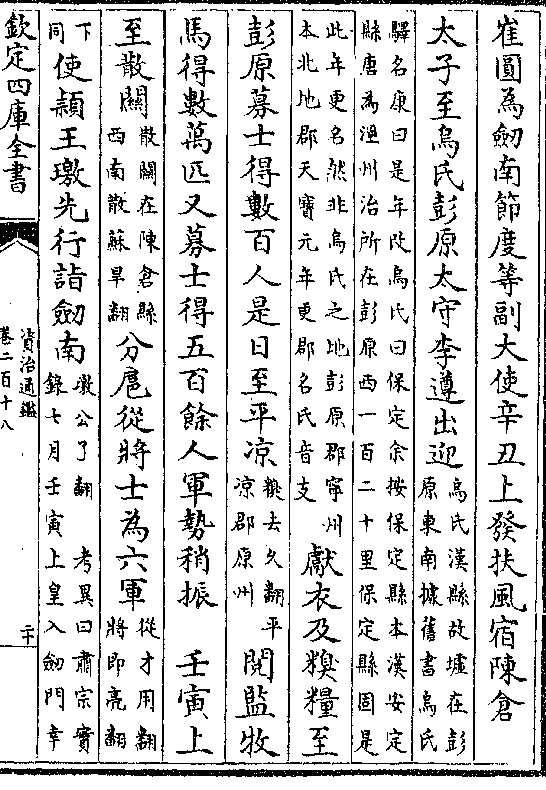 崔圓為劒南節度等副大使辛丑上發扶風宿陳倉
太子至烏氏彭原太守李遵出迎烏氏漢縣故墟在彭
原東南據舊書烏氏
驛名康曰是年改烏氏曰保定余按保定縣本漢安定
縣唐為涇州治所在彭原西一百二十里保定縣固是
此年更名然非烏氏之地彭原郡寧州
本北地郡天寶元年更郡名氏音支獻衣及糗糧至
彭原募士得數百人是日至平凉糗去久翻平
凉郡原州閱監牧
馬得數萬匹又募士得五百餘人軍勢稍振 壬寅上
至散關散關在陳倉縣
西南散蘇旱翻分扈從將士為六軍從才用翻
將即亮翻
下
同使頴王璬先行詣劒南璬公了翻 考異曰肅宗實
錄七月壬寅上皇入劒門幸
欽定四庫全書
資治通鑑
卷二百十八
二十